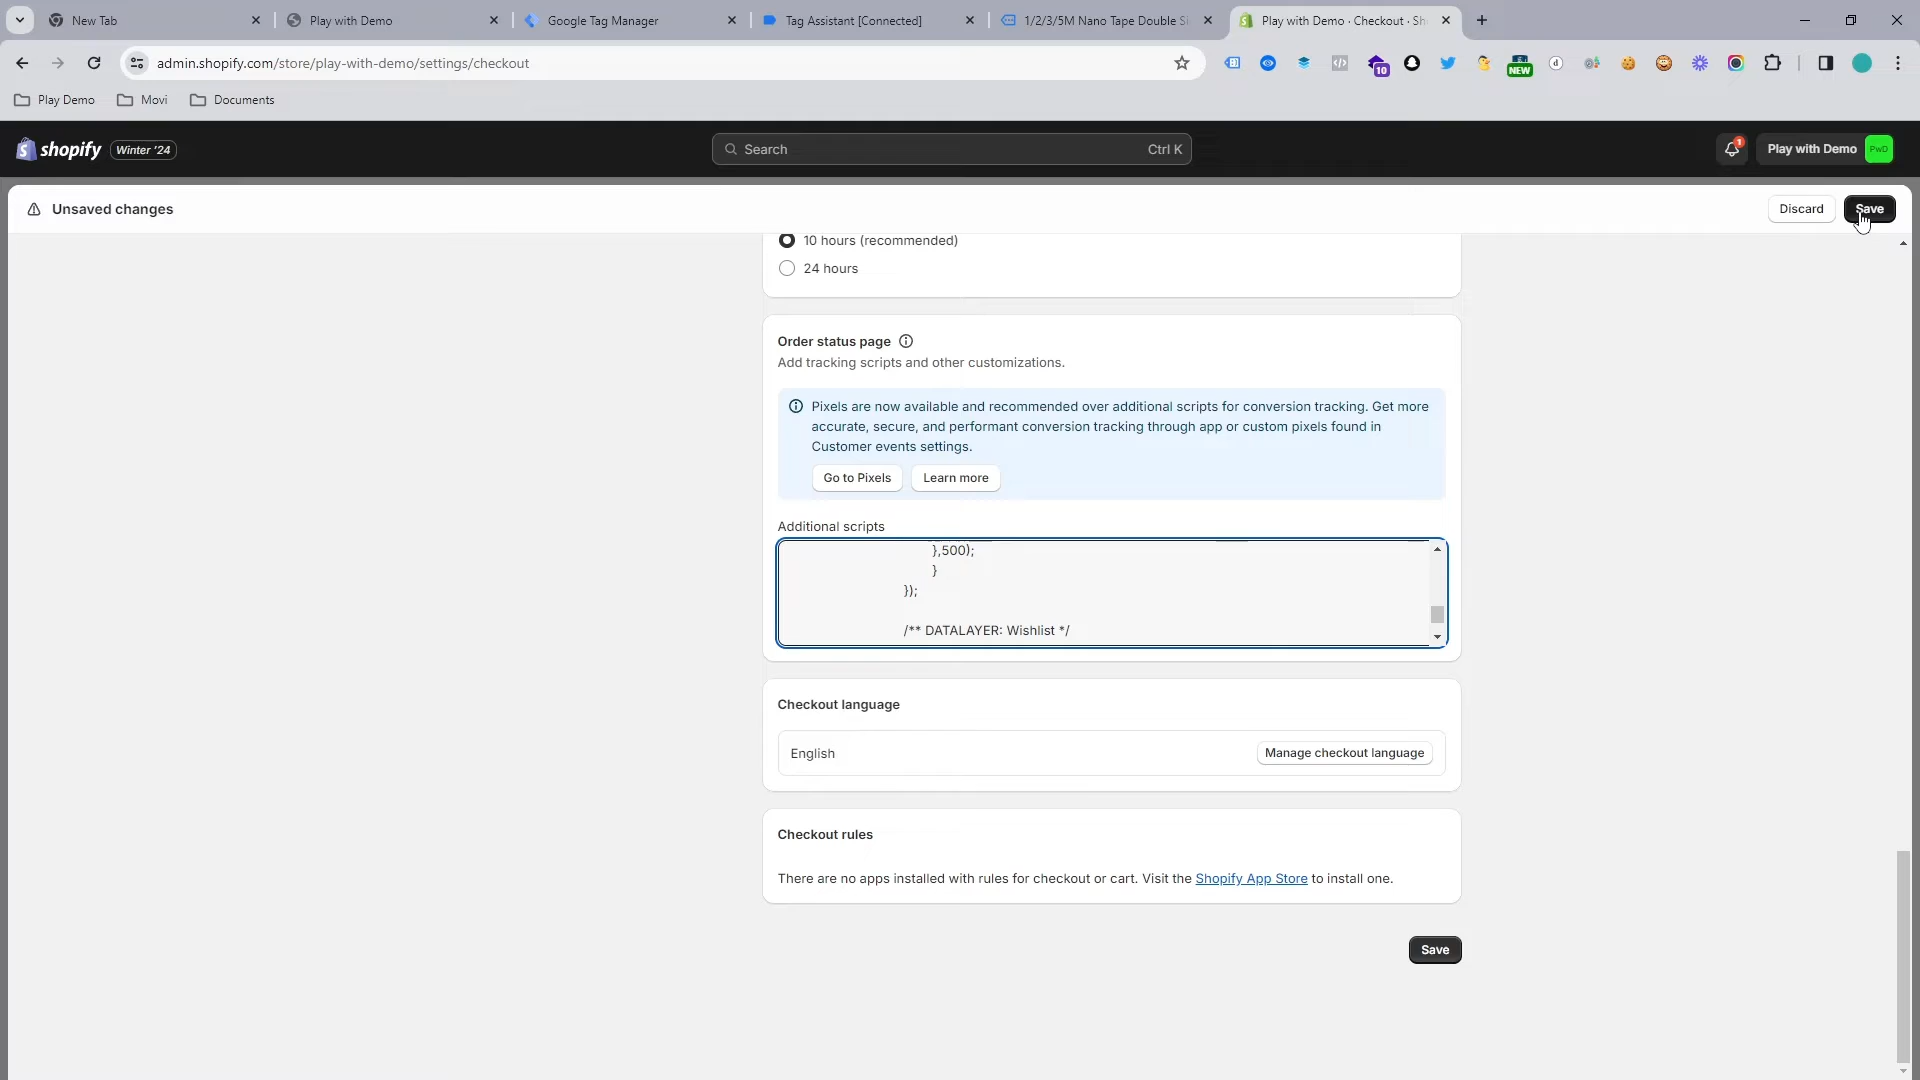 New Tab
Play with Demo
Google Tag Manager
Tag Assistant [Connected]
1/2/3/5M Nano Tape Double Si
Play with Demo · Checkout · Sh
admin.shopify.com/store/play-with-demo/settings/checkout
10
NEW
Play Demo
Movi
Documents
shopify
Winter '24
Search
Ctrl K
1
Play with Demo
PwD
Unsaved changes
Discard
Save
10 hours (recommended)
24 hours
Order status page
Add tracking scripts and other customizations.
Pixels are now available and recommended over additional scripts for conversion tracking. Get more
accurate, secure, and performant conversion tracking through app or custom pixels found in
Customer events settings.
Go to Pixels
Learn more
Additional scripts
},500);
}
});
/** DATALAYER: Wishlist */
Checkout language
English
Manage checkout language
Checkout rules
There are no apps installed with rules for checkout or cart. Visit the Shopify App Store to install one.
Save